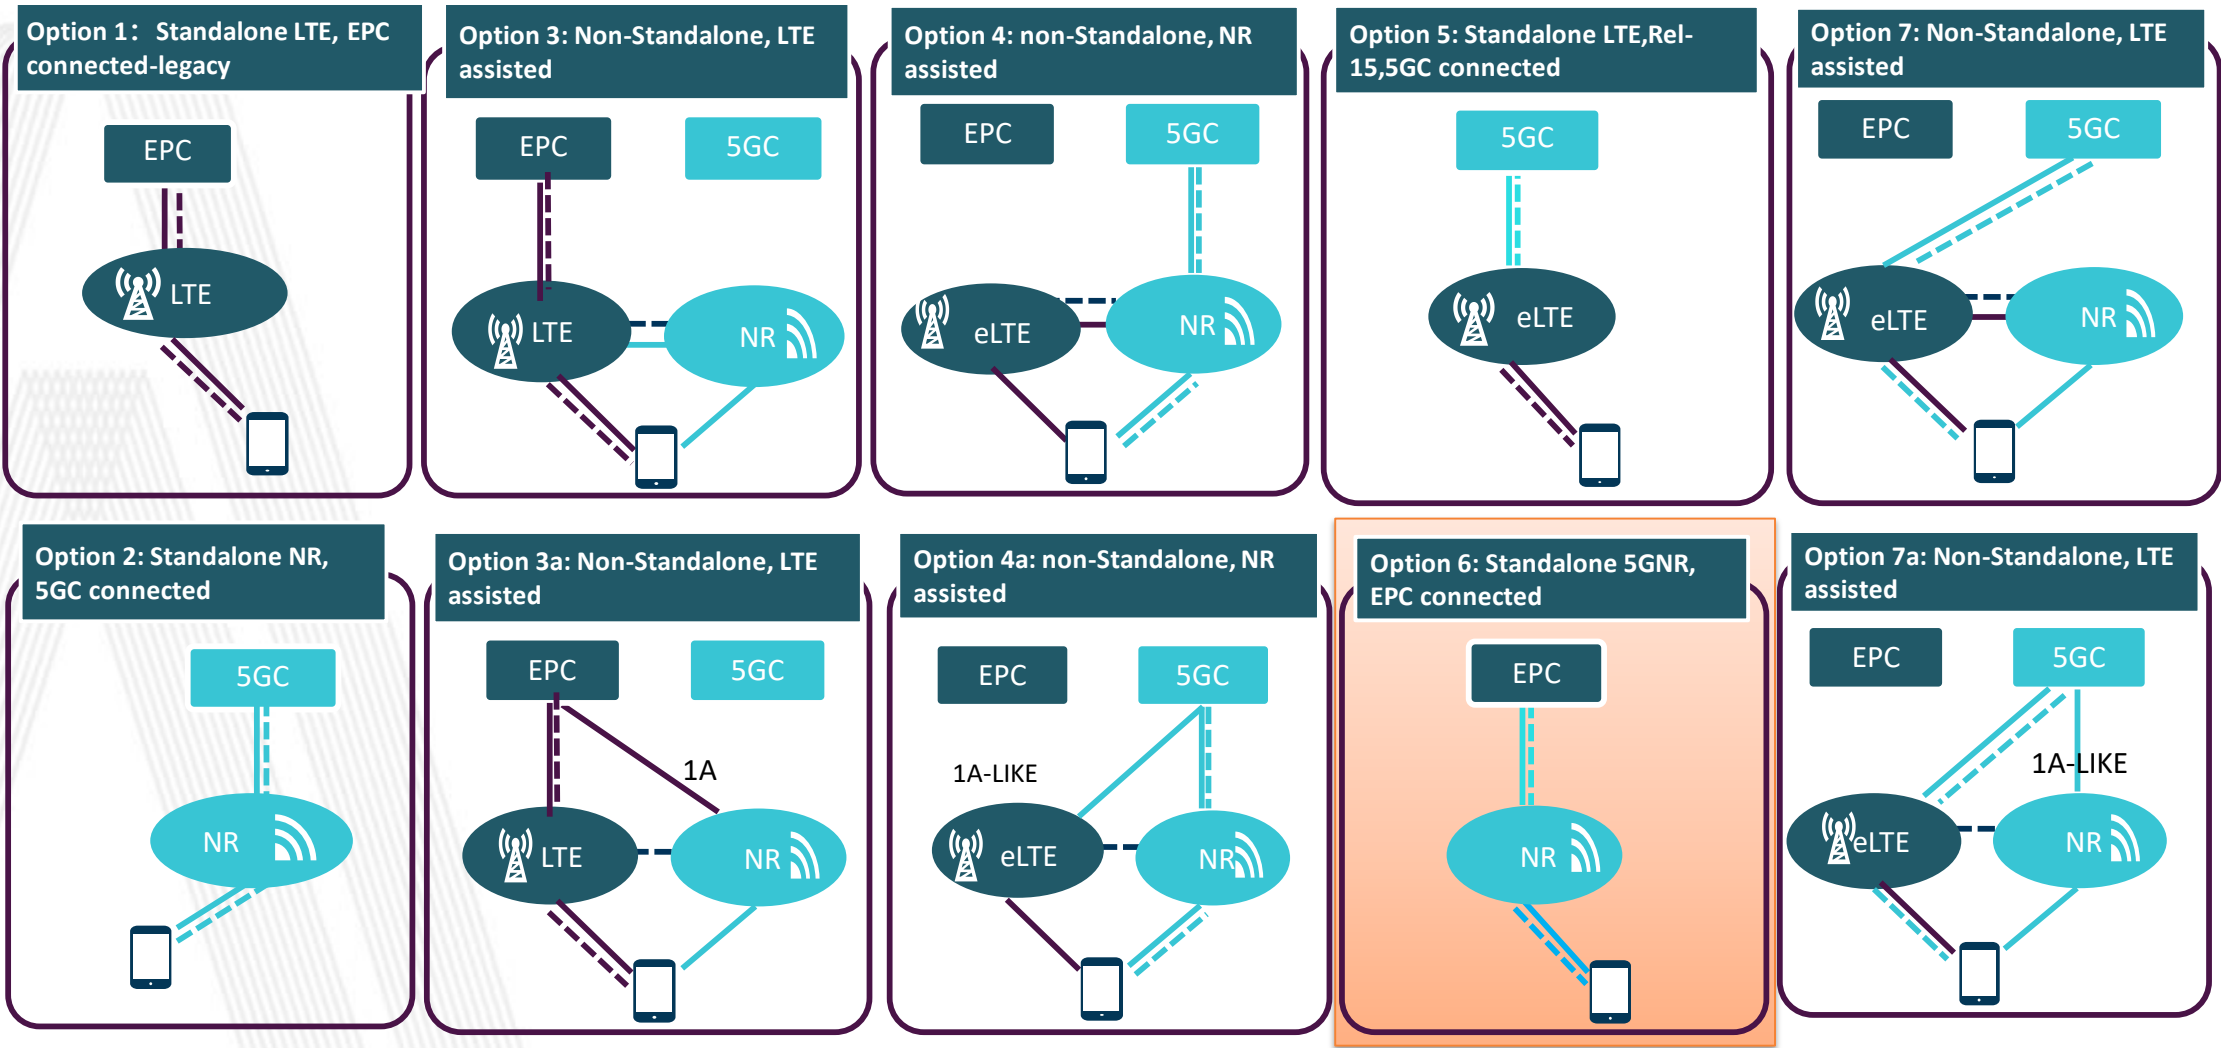 Option 1： Standalone LTE, EPC
connected-legacy
EPC
LTE
Option 3: Non-Standalone, LTE
assisted
EPC
5GC
LTE
NR
Option 4: non-Standalone, NR
assisted
EPC
5GC
eLTE
NR
Option 5: Standalone LTE,Rel-
15,5GC connected
5GC
eLTE
Option 7: Non-Standalone, LTE
assisted
EPC
5GC
eLTE
NR
Option 2: Standalone NR,
5GC connected
5GC
NR
Option 3a: Non-Standalone, LTE
assisted
EPC
5GC
1A
LTE
NR
Option 4a: non-Standalone, NR
assisted
EPC
5GC
1A-LIKE
eLTE
NR
Option 6: Standalone 5GNR,
EPC connected
EPC
NR
Option 7a: Non-Standalone, LTE
assisted
EPC
5GC
1A-LIKE
eLTE
NR